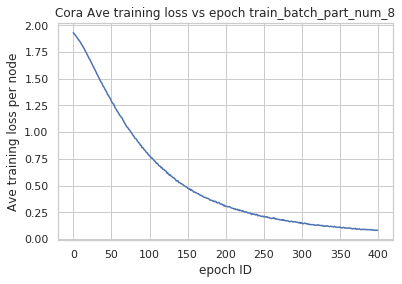 Cora Ave training loss vs epoch train_batch_part_num_8
Ave training loss per node
2.00
1.75
1.50
1.25
1.00
0.75
0.50
0.25
0.00
0 50 100 150 200 250 300 350 400
epoch ID